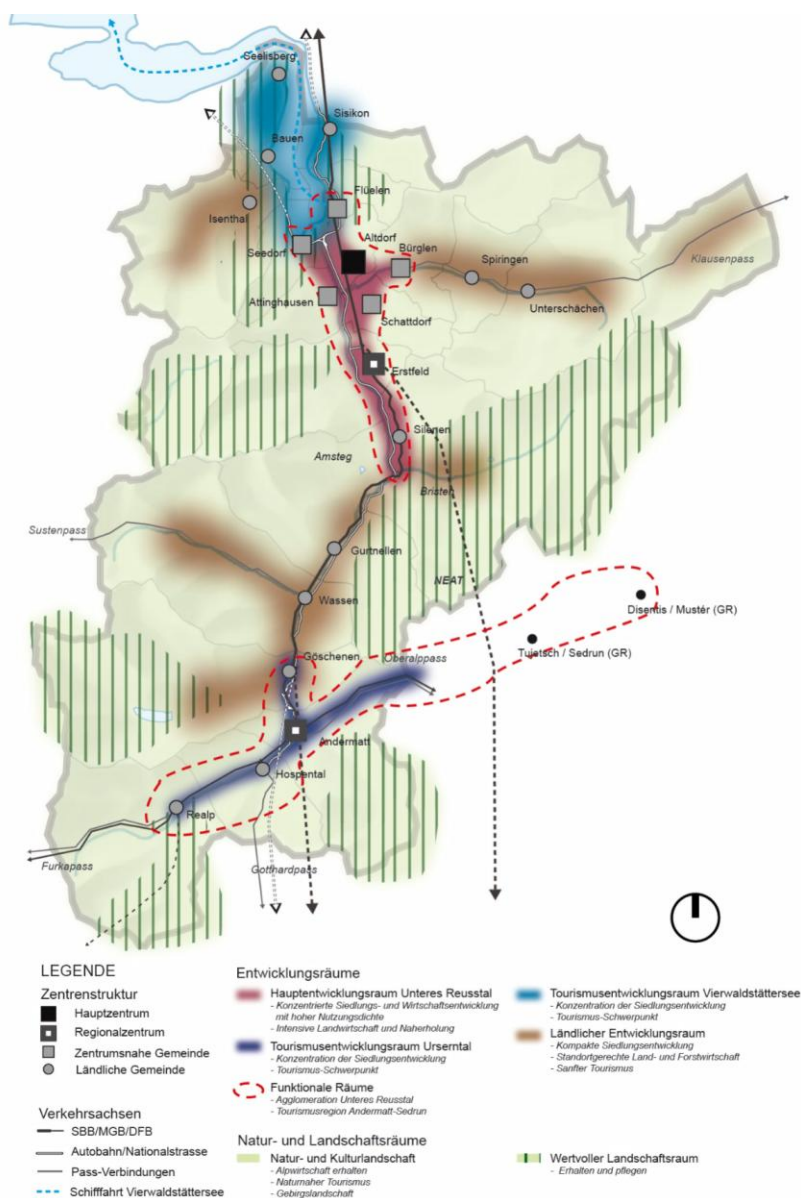 Seelisberg
Sisikon
Bauen
Flüelen
Isenthal
Altdorf
Seedorf
Bürglen
Spiringen
Klausenpass
Attinghausen
Unterschächen
Schattdorf
Erstfeld
Silenen
Amsteg
Bristen
Sustenpass
Gurtnellen
NEAT
Wassen
Disentis / Mustér (GR)
Göschenen
Oberalppass
Tujetsch / Sedrun (GR)
Andermatt
Hospental
Realp
Furkapass
Gotthardpass
LEGENDE
Zentrenstruktur
Hauptzentrum
Regionalzentrum
Zentrumsnahe Gemeinde
Ländliche Gemeinde
Verkehrsachsen
SBB/MGB/DFB
Autobahn/Nationalstrasse
Pass-Verbindungen
Schifffahrt Vierwaldstättersee
Entwicklungsräume
Hauptentwicklungsraum Unteres Reusstal
- Konzentrierte Siedlungs- und Wirtschaftsentwicklung
mit hoher Nutzungsdichte
- Intensive Landwirtschaft und Naherholung
Tourismusentwicklungsraum Urserntal
- Konzentration der Siedlungsentwicklung
- Tourismus-Schwerpunkt
Funktionale Räume
- Agglomeration Unteres Reusstal
- Tourismusregion Andermatt-Sedrun
Tourismusentwicklungsraum Vierwaldstättersee
- Konzentration der Siedlungsentwicklung
- Tourismus-Schwerpunkt
Ländlicher Entwicklungsraum
- Kompakte Siedlungsentwicklung
- Standortgerechte Land- und Forstwirtschaft
- Sanfter Tourismus
Natur- und Landschaftsräume
Natur- und Kulturlandschaft
- Alpwirtschaft erhalten
- Naturnaher Tourismus
- Gebirgslandschaft
Wertvoller Landschaftsraum
- Erhalten und pflegen